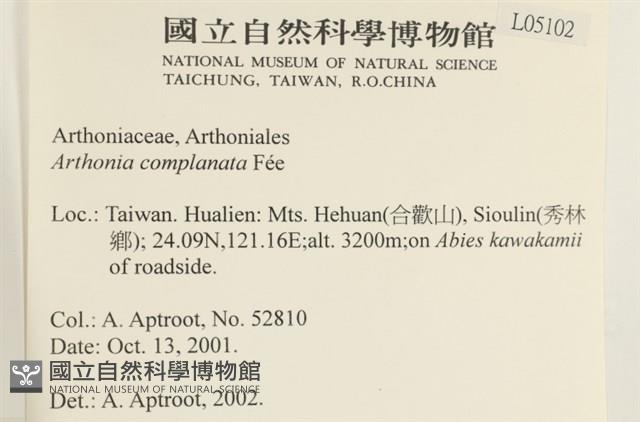 國立自然科學博物館
L05102
NATIONAL MUSEUM OF NATURAL SCIENCE
TAICHUNG, TAIWAN, R.O.CHINA
Arthoniaceae, Arthoniales
Arthonia complanata Fée
Loc.: Taiwan. Hualien: Mts. Hehuan(合歡山), Sioulin(秀林
鄉); 24.09N,121.16E;alt. 3200m;on Abies kawakamii
of roadside.
Col.: A. Aptroot, No. 52810
Date: Oct. 13, 2001.
國立自然科學博物館
NATIONAL MUSEUM OF NATURAL SCIENCE
Det.: A. Aptroot, 2002.